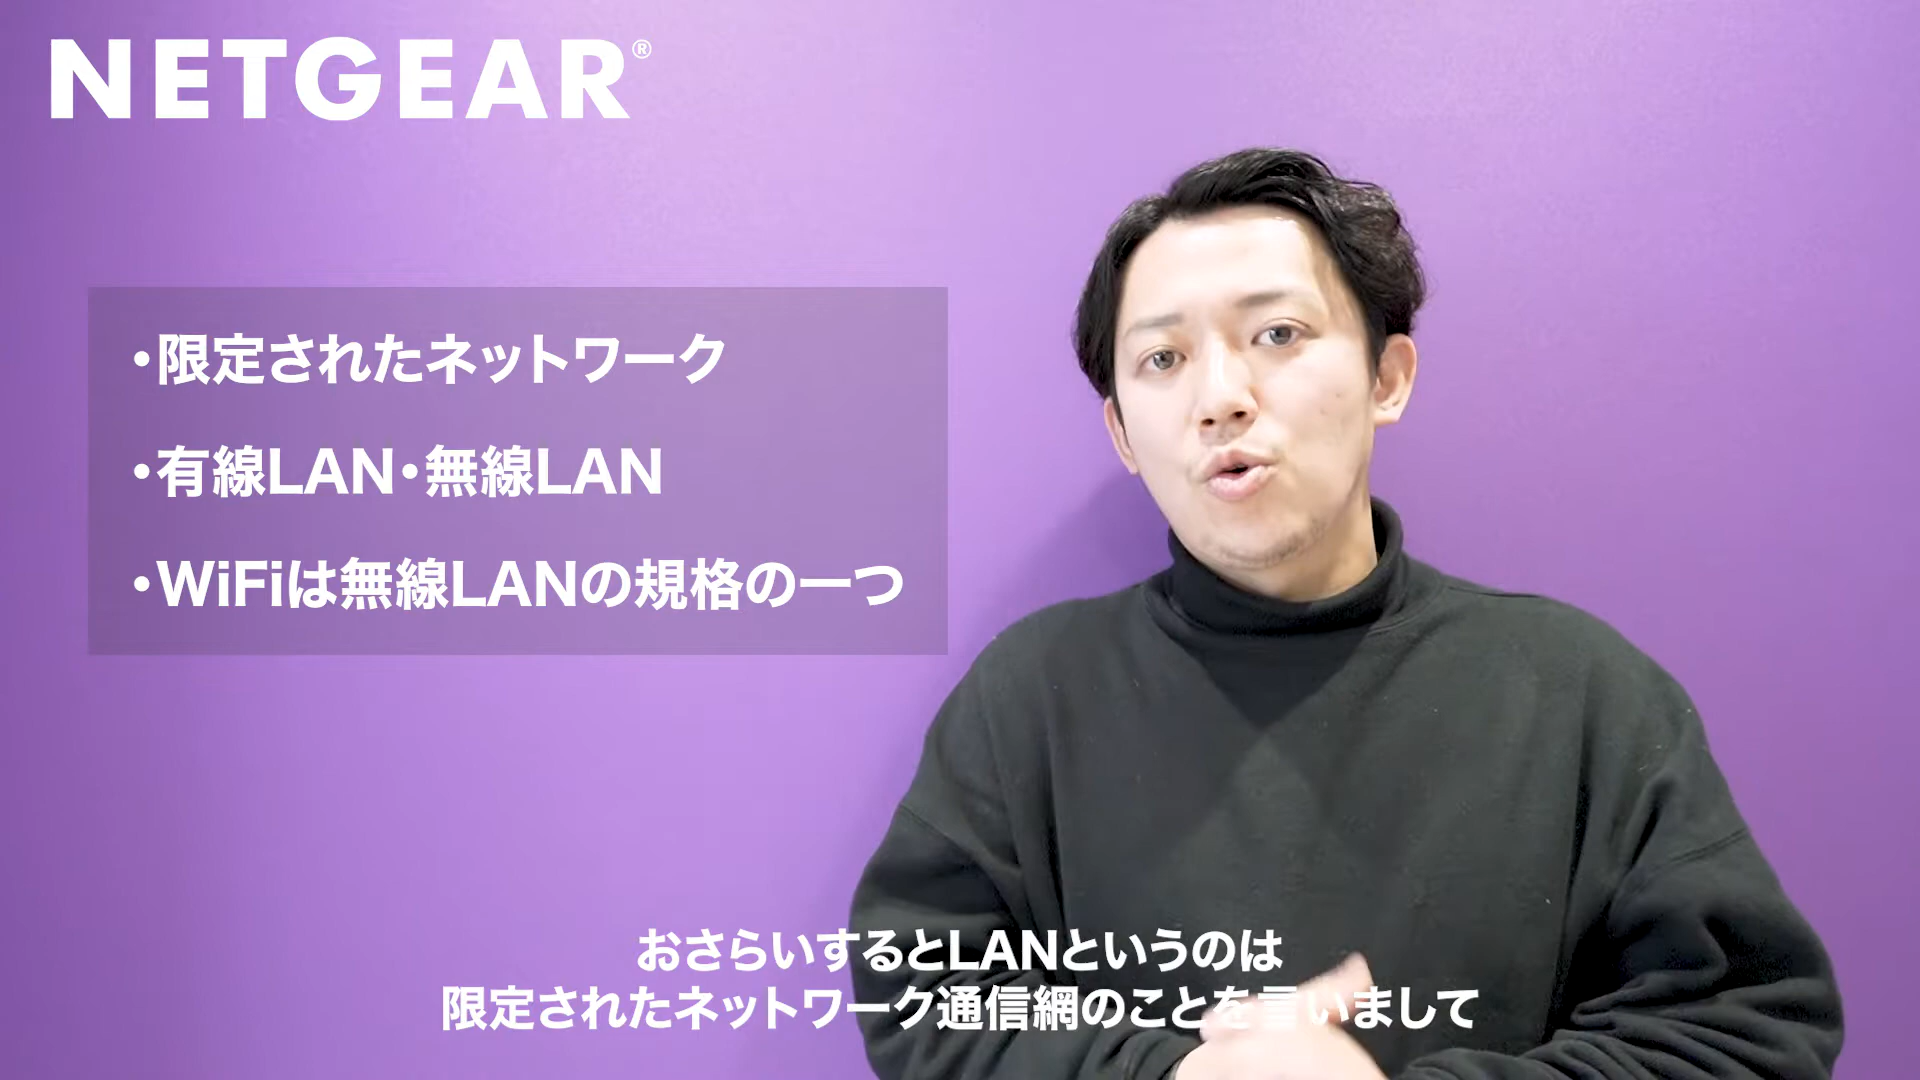 NETGEAR®
・限定されたネットワーク
・有線LAN・無線LAN
・WiFiは無線LANの規格の一つ
おさらいするとLANというのは
限定されたネットワーク通信網のことを言いまして